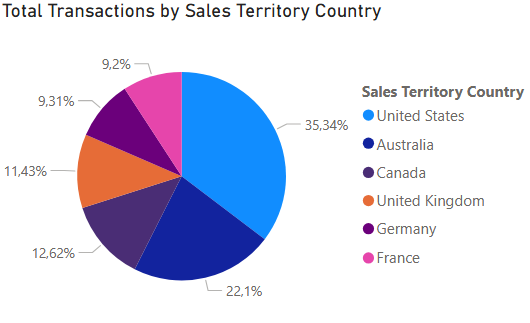 Total Transactions by Sales Territory Country
9,2%
9,31%
11,43%
12,62%
35,34%
22,1%
Sales Territory Country
United States
Australia
Canada
United Kingdom
Germany
France